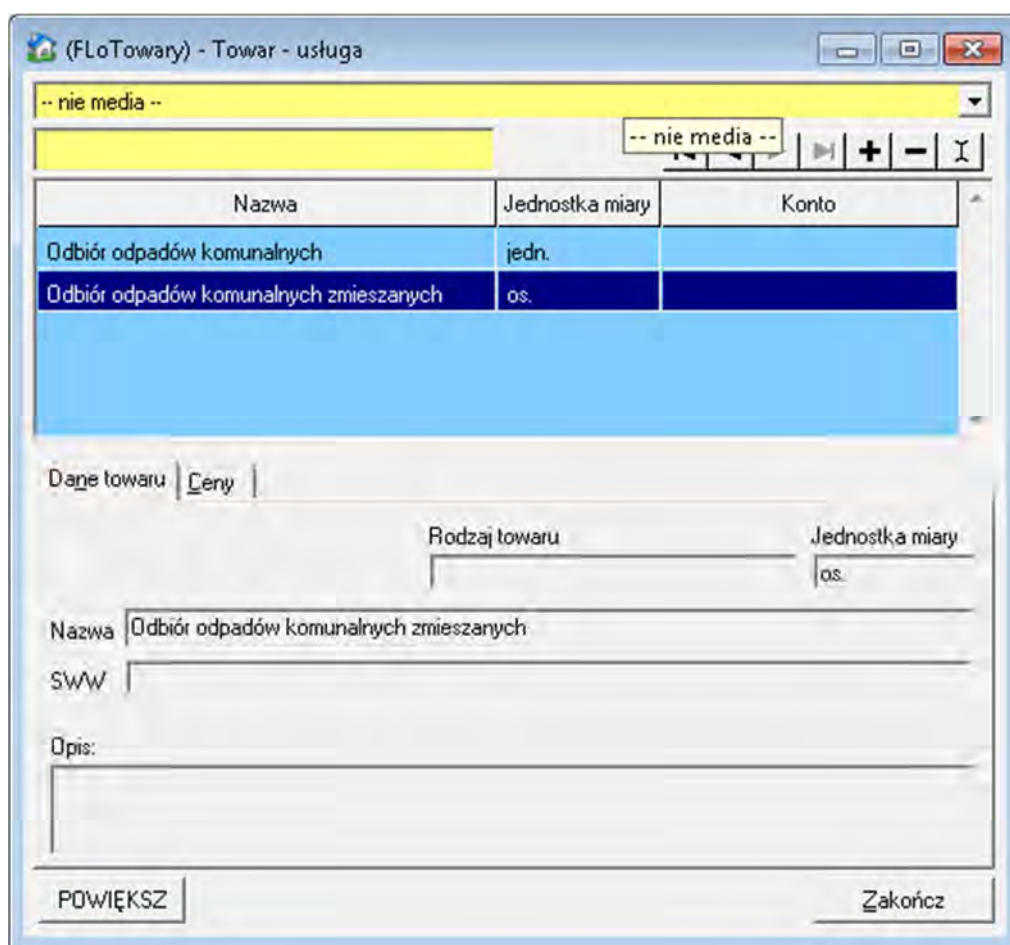 (FLoTowary) - Towar - usługa
-- nie media --
-- nie media --
Nazwa Jednostka miary Konto
Odbiór odpadów komunalnych jedn.
Odbiór odpadów komunalnych zmieszanych os.
Dane towaru Ceny
Rodzaj towaru Jednostka miary
os.
Nazwa Odbiór odpadów komunalnych zmieszanych
SWW
Opis:
POWIĘKSZ Zakończ